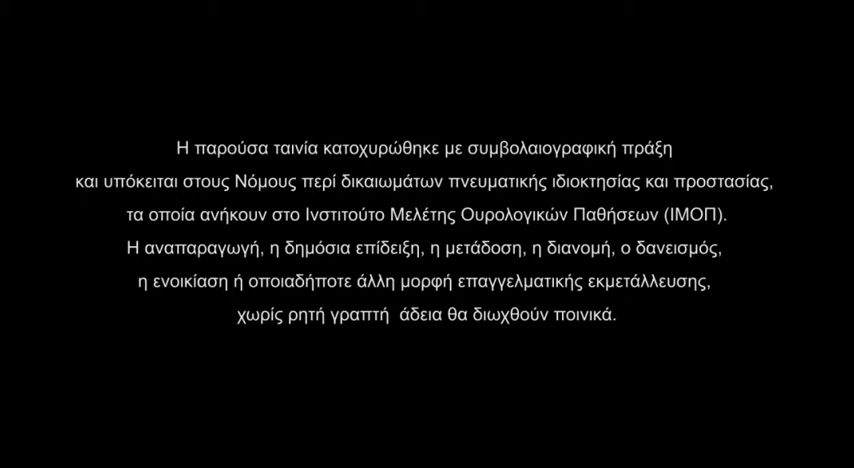 Η παρούσα ταινία κατοχυρώθηκε με συμβολαιογραφική πράξη
και υπόκειται στους Νόμους περί δικαιωμάτων πνευματικής ιδιοκτησίας και προστασίας,
τα οποία ανήκουν στο Ινστιτούτο Μελέτης Ουρολογικών Παθήσεων (ΙΜΟΠ).
Η αναπαραγωγή, η δημόσια επίδειξη, η μετάδοση, η διανομή, ο δανεισμός,
η ενοικίαση ή οποιαδήποτε άλλη μορφή επαγγελματικής εκμετάλλευσης,
χωρίς ρητή γραπτή  άδεια θα διωχθούν ποινικά.